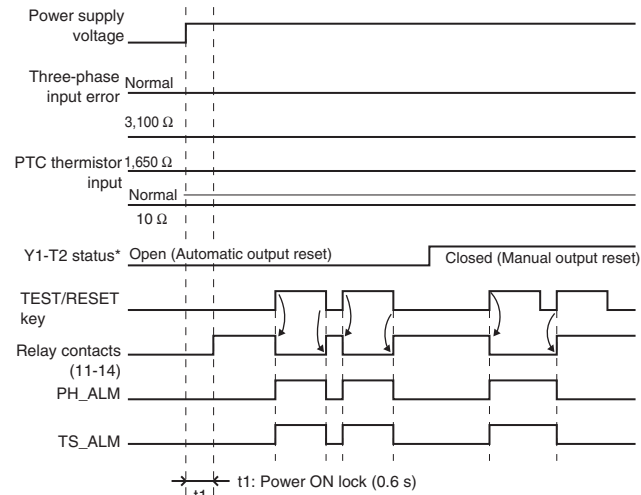 Power supply
voltage
Three-phase
input error
Normal
3,100 Ω
PTC thermistor
input
1,650 Ω
Normal
10 Ω
Y1-T2 status*
Open (Automatic output reset)
Closed (Manual output reset)
TEST/RESET
key
Relay contacts
(11-14)
PH_ALM
TS_ALM
t1: Power ON lock (0.6 s)
t1